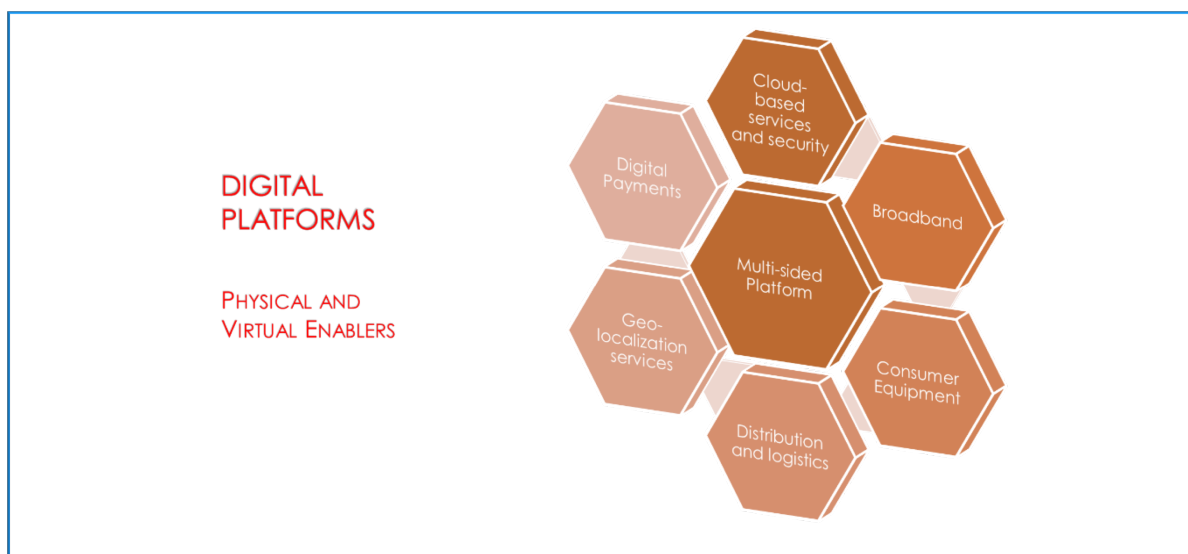 DIGITAL
PLATFORMS
PHYSICAL AND
VIRTUAL ENABLERS
Cloud-
based
services
and security
Broadband
Consumer
Equipment
Distribution
and logistics
Geo-
localization
services
Digital
Payments
Multi-sided
Platform